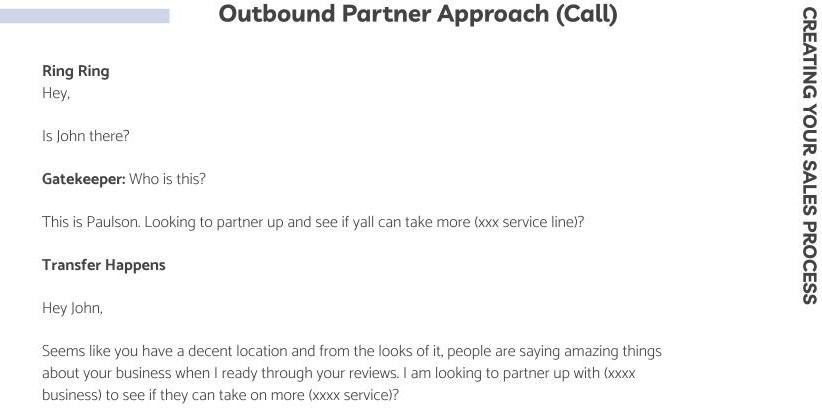 Outbound Partner Approach (Call)
Ring Ring
Hey,
Is John there?
Gatekeeper: Who is this?
This is Paulson. Looking to partner up and see if yall can take more (xxx service line)?
Transfer Happens
Hey John,
Seems like you have a decent location and from the looks of it, people are saying amazing things
about your business when I ready through your reviews. I am looking to partner up with (xxxx
business) to see if they can take on more (xxxx service)?
CREATING YOUR SALES PROCESS